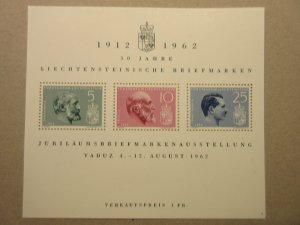 1912 1962
50 JAHRE
LIECHTENSTEINISCHE BRIEFMARKEN
5 10 25
JUBILÄUMSBRIEFMARKENAUSSTELLUNG
VADUZ 4.–12. AUGUST 1962
VERKAUFSPREIS 1 FR.